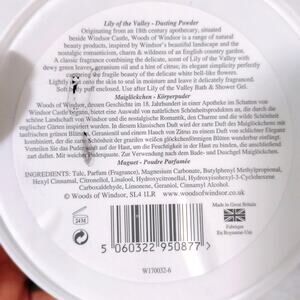 Lily of the Valley - Dusting Powder
Originating from an 18th century apothecary, situated
beside Windsor Castle, Woods of Windsor is a range of natural
beauty products, inspired by Windsor's beautiful landscape and the
nostalgic romanticism, charm & wildness of an English country garden.
A classic fragrance combining the delicate, scent of Lily of the Valley with
dewy green leaves, geranium oil and a hint of citrus; its elegant simplicity perfectly
the fragile beauty of the delicate white bell-like flowers.
Lightly onto the skin to seal in moisture and leave it delicately fragranced.
Soft puff enclosed. Use after Lily of the Valley Bath & Shower Gel.
Maiglöckchen - Körperpuder
Woods of Windsor, dessen Geschichte im 18. Jahrhundert in einer Apotheke im Schatten von
Windsor Castle begann, bietet eine Auswahl von natürlichen Schönheitsprodukten an, die durch die
Landschaft um Windsor und die nostalgische Romantik, den Charme und die wilde Schönheit
englischer Gärten inspiriert wurden. In diesem klassischen Duft wird der zarte Duft des Maiglöckchens mit
taufrischen grünen Blättern, Geraniumöl und einem Hauch von Zitrus zu einem Duft von eleganter Einfachheit
kombiniert, der die zarte Schönheit der grazilen weißen glockenförmigen
Verteilen Sie das Puder sanft auf der Haut, um die Feuchtigkeit in der Haut zu binden und diese zart
duften zu lassen. Mit weicher Puderquaste. Zur Verwendung nach dem Bade- und Duschgel Maiglöckchen.
Muguet - Poudre Parfumée
INGREDIENTS: Talc, Parfum (Fragrance), Magnesium Carbonate, Butylphenyl Methylpropional,
Hexyl Cinnamal, Citronellol, Linalool, Hydroxycitronellal, Hydroxyisohexyl 3-Cyclohexene
Carboxaldehyde, Limonene, Geraniol, Cinnamyl Alcohol.
© Woods of Windsor, SL4 1LR www.woodsofwindsor.co.uk
24M
5 060322 950877 >
Made in Great Britain
Fabriqué
En Royaume-Uni
W170032-6